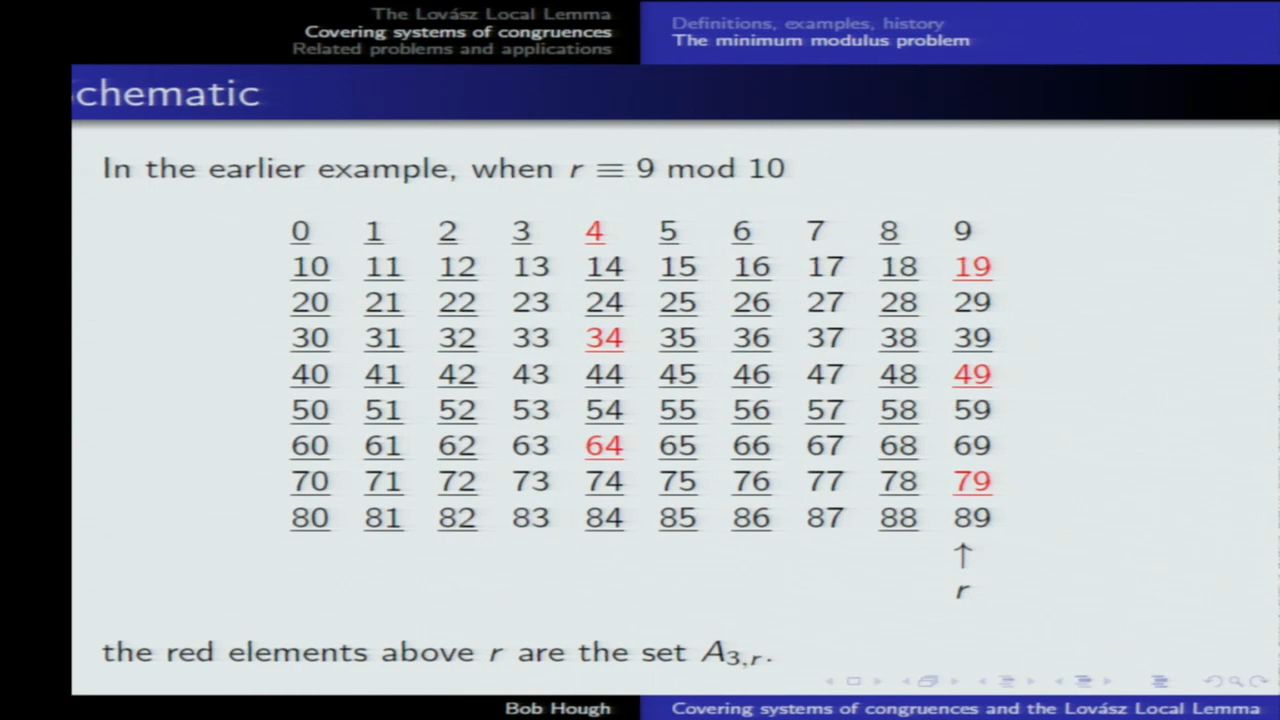 The Lovász Local Lemma
Covering systems of congruences
Related problems and applications
Definitions, examples, history
The minimum modulus problem
chematic
In the earlier example, when r ≡ 9 mod 10
0 1 2 3 4 5 6 7 8 9
10 11 12 13 14 15 16 17 18 19
20 21 22 23 24 25 26 27 28 29
30 31 32 33 34 35 36 37 38 39
40 41 42 43 44 45 46 47 48 49
50 51 52 53 54 55 56 57 58 59
60 61 62 63 64 65 66 67 68 69
70 71 72 73 74 75 76 77 78 79
80 81 82 83 84 85 86 87 88 89
↑
r
the red elements above r are the set A₃,ᵣ.
Bob Hough
Covering systems of congruences and the Lovász Local Lemma